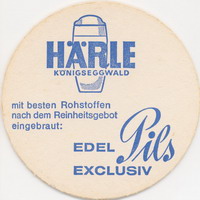 HÄRLE
KÖNIGSEGGWALD
mit besten Rohstoffen
nach dem Reinheitsgebot
eingebraut:
EDEL Pils
EXCLUSIV